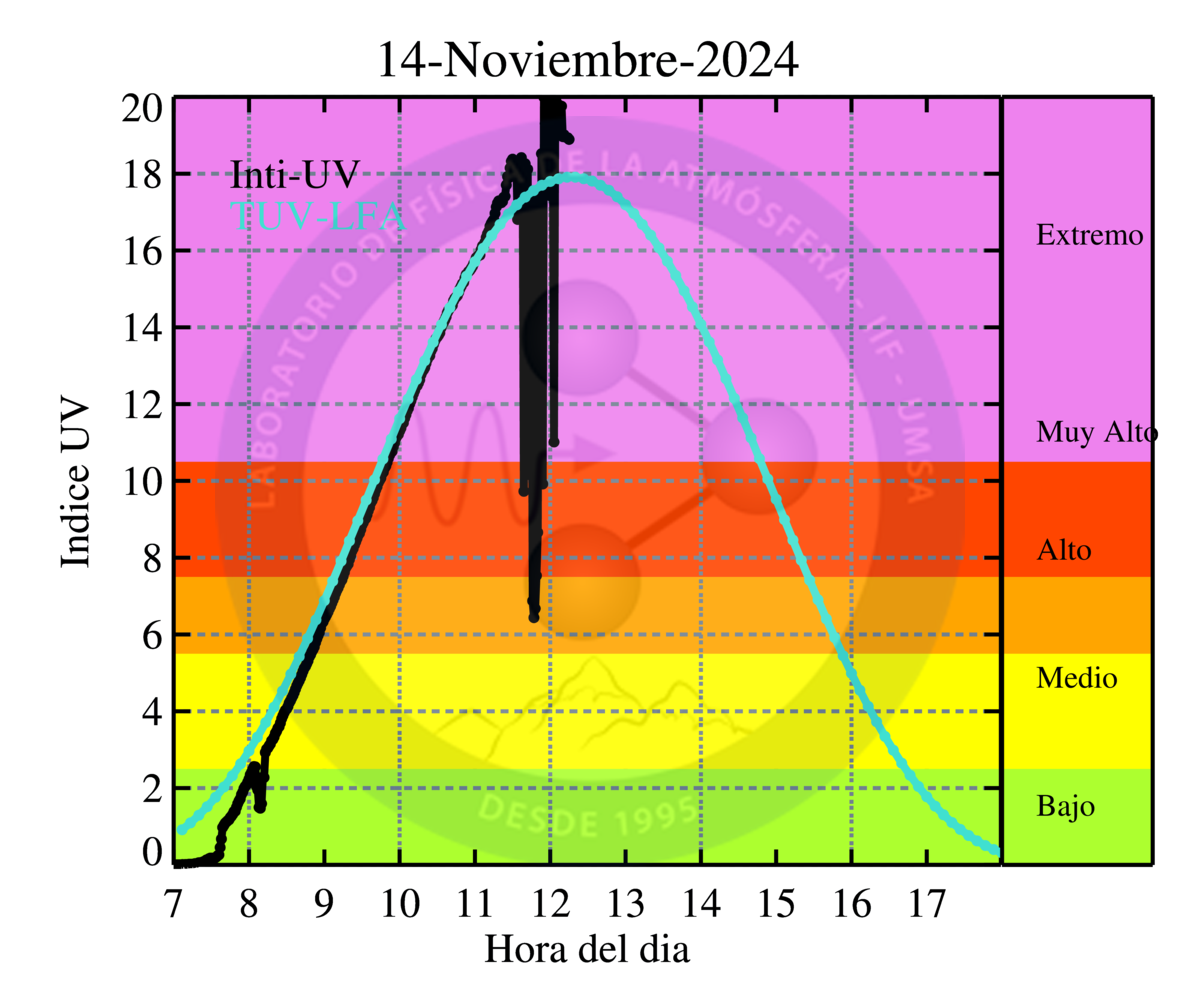 14-Noviembre-2024
Indice UV
20
18
16
14
12
10
8
6
4
2
0
Inti-UV
TUV-LFA
LABORATORIO DE FÍSICA DE LA ATMÓSFERA - IIF - UMSA
DESDE 1995
Extremo
Muy Alto
Alto
Medio
Bajo
7 8 9 10 11 12 13 14 15 16 17
Hora del dia